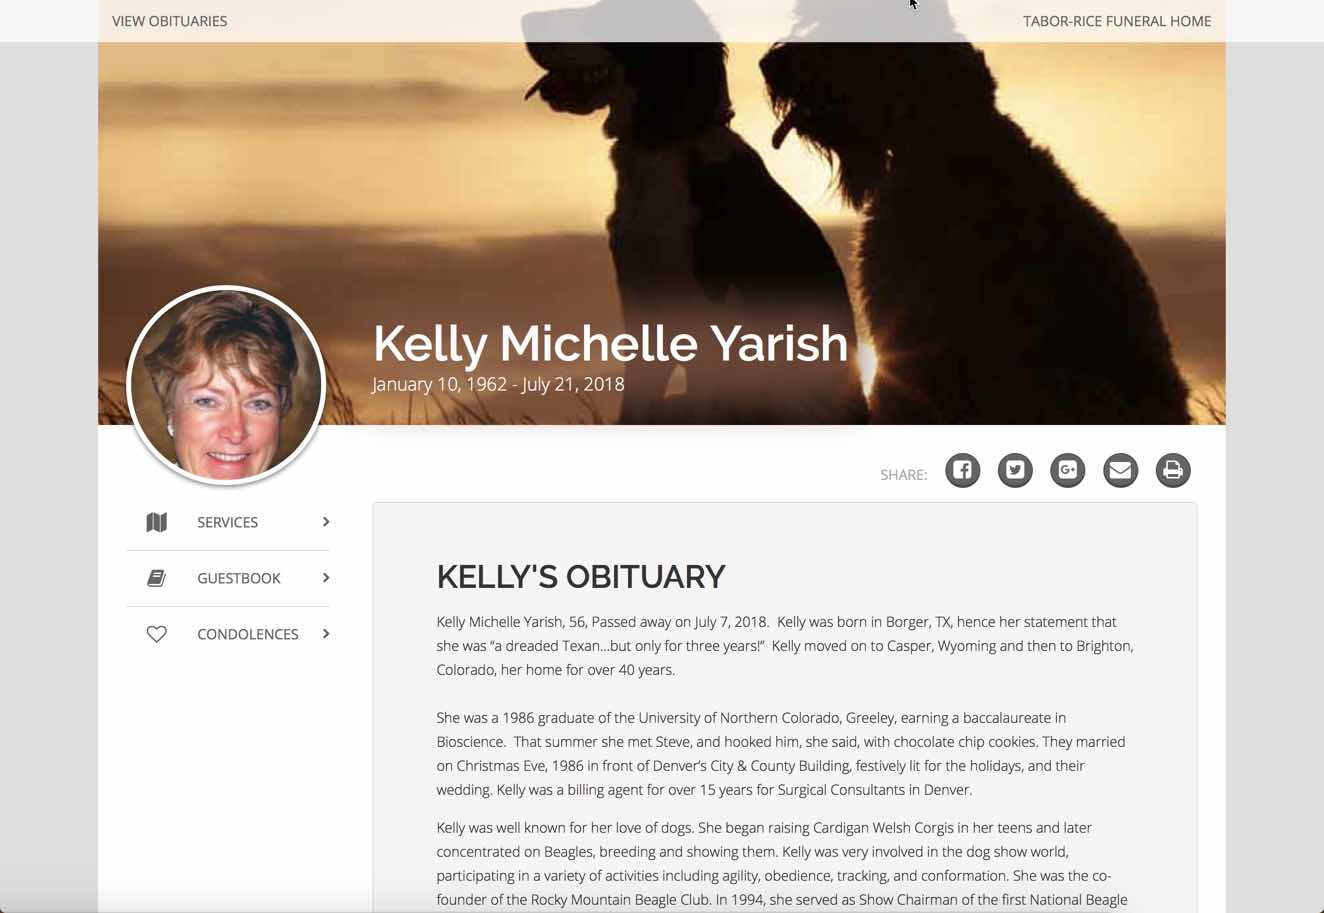 VIEW OBITUARIES
TABOR-RICE FUNERAL HOME
Kelly Michelle Yarish
January 10, 1962 - July 21, 2018
SHARE:
SERVICES
GUESTBOOK
CONDOLENCES
KELLY'S OBITUARY
Kelly Michelle Yarish, 56, Passed away on July 7, 2018.  Kelly was born in Borger, TX, hence her statement that
she was “a dreaded Texan...but only for three years!”  Kelly moved on to Casper, Wyoming and then to Brighton,
Colorado, her home for over 40 years.
She was a 1986 graduate of the University of Northern Colorado, Greeley, earning a baccalaureate in
Bioscience.  That summer she met Steve, and hooked him, she said, with chocolate chip cookies. They married
on Christmas Eve, 1986 in front of Denver's City & County Building, festively lit for the holidays, and their
wedding. Kelly was a billing agent for over 15 years for Surgical Consultants in Denver.
Kelly was well known for her love of dogs. She began raising Cardigan Welsh Corgis in her teens and later
concentrated on Beagles, breeding and showing them. Kelly was very involved in the dog show world,
participating in a variety of activities including agility, obedience, tracking, and conformation. She was the co-
founder of the Rocky Mountain Beagle Club. In 1994, she served as Show Chairman of the first National Beagle